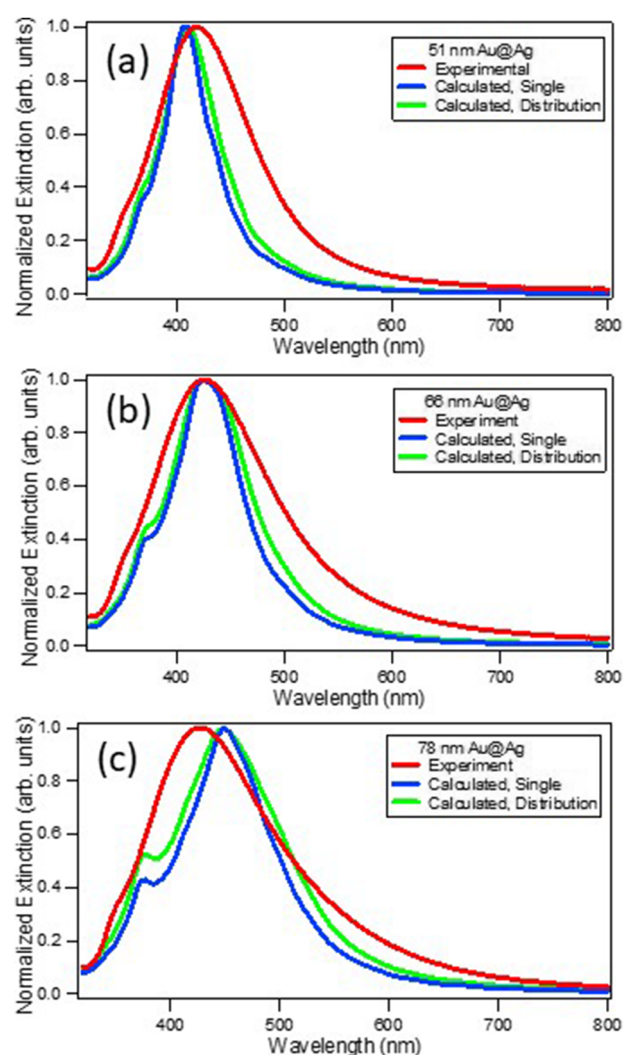 (a)
51 nm Au@Ag
Experimental
Calculated, Single
Calculated, Distribution
Normalized Extinction (arb. units)
1.0
0.8
0.6
0.4
0.2
0.0
400 500 600 700 800
Wavelength (nm)
(b)
66 nm Au@Ag
Experiment
Calculated, Single
Calculated, Distribution
Normalized Extinction (arb. units)
1.0
0.8
0.6
0.4
0.2
0.0
400 500 600 700 800
Wavelength (nm)
(c)
78 nm Au@Ag
Experiment
Calculated, Single
Calculated, Distribution
Normalized Extinction (arb. units)
1.0
0.8
0.6
0.4
0.2
0.0
400 500 600 700 800
Wavelength (nm)